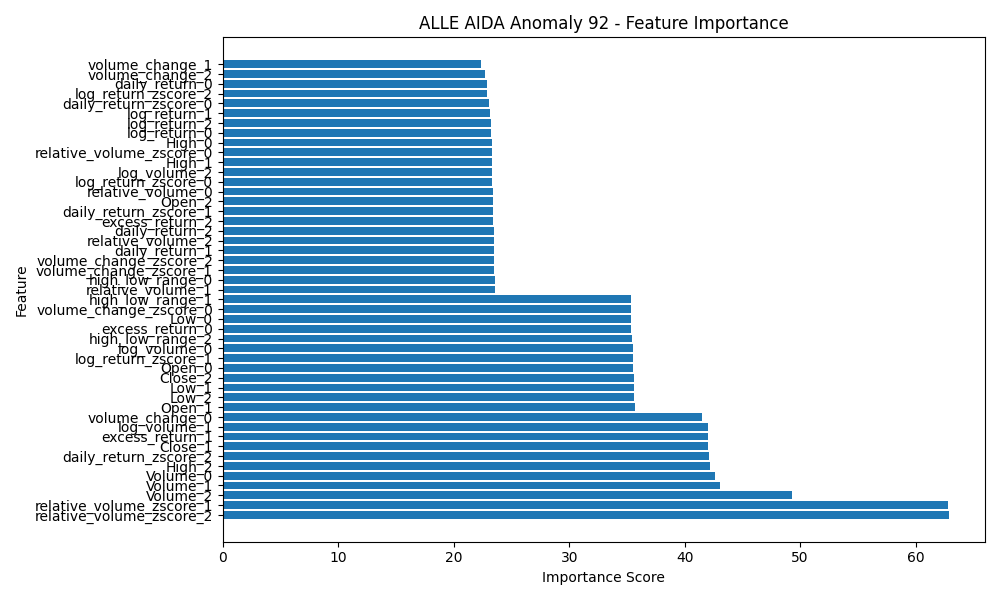 ALLE AIDA Anomaly 92 - Feature Importance
volume_change_1
volume_change_2
daily_return_0
log_return_zscore_2
daily_return_zscore_0
log_return_1
log_return_2
log_return_0
High_0
relative_volume_zscore_0
High_1
log_volume_2
log_return_zscore_0
relative_volume_0
Open_2
daily_return_zscore_1
excess_return_2
daily_return_2
relative_volume_2
daily_return_1
volume_change_zscore_2
volume_change_zscore_1
high_low_range_0
relative_volume_1
high_low_range_1
volume_change_zscore_0
Low_0
excess_return_0
high_low_range_2
log_volume_0
log_return_zscore_1
Open_0
Close_2
Low_1
Low_2
Open_1
volume_change_0
log_volume_1
excess_return_1
Close_1
daily_return_zscore_2
High_2
Volume_0
Volume_1
Volume_2
relative_volume_zscore_1
relative_volume_zscore_2
Feature
0 10 20 30 40 50 60
Importance Score